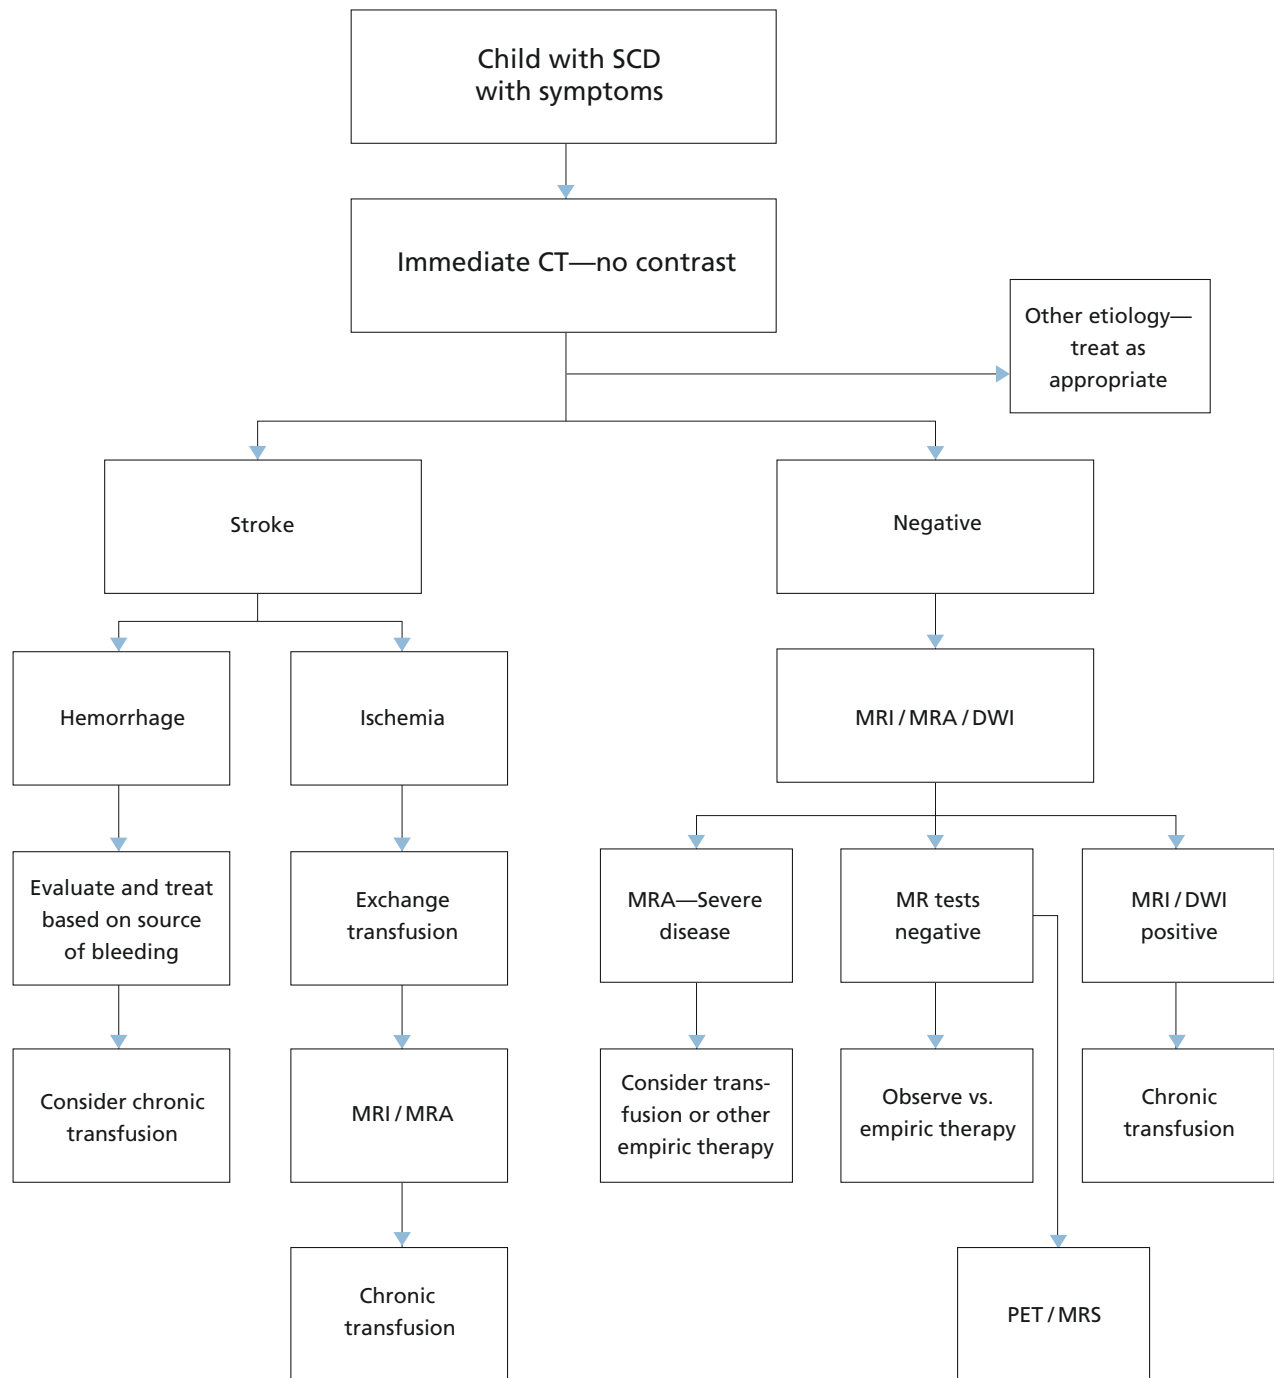 Child with SCD
with symptoms
Immediate CT—no contrast
Other etiology—
treat as
appropriate
Stroke
Negative
Hemorrhage
Ischemia
MRI / MRA / DWI
Evaluate and treat
based on source
of bleeding
Exchange
transfusion
MRA—Severe
disease
MR tests
negative
MRI / DWI
positive
Consider chronic
transfusion
MRI / MRA
Consider trans-
fusion or other
empiric therapy
Observe vs.
empiric therapy
Chronic
transfusion
Chronic
transfusion
PET / MRS